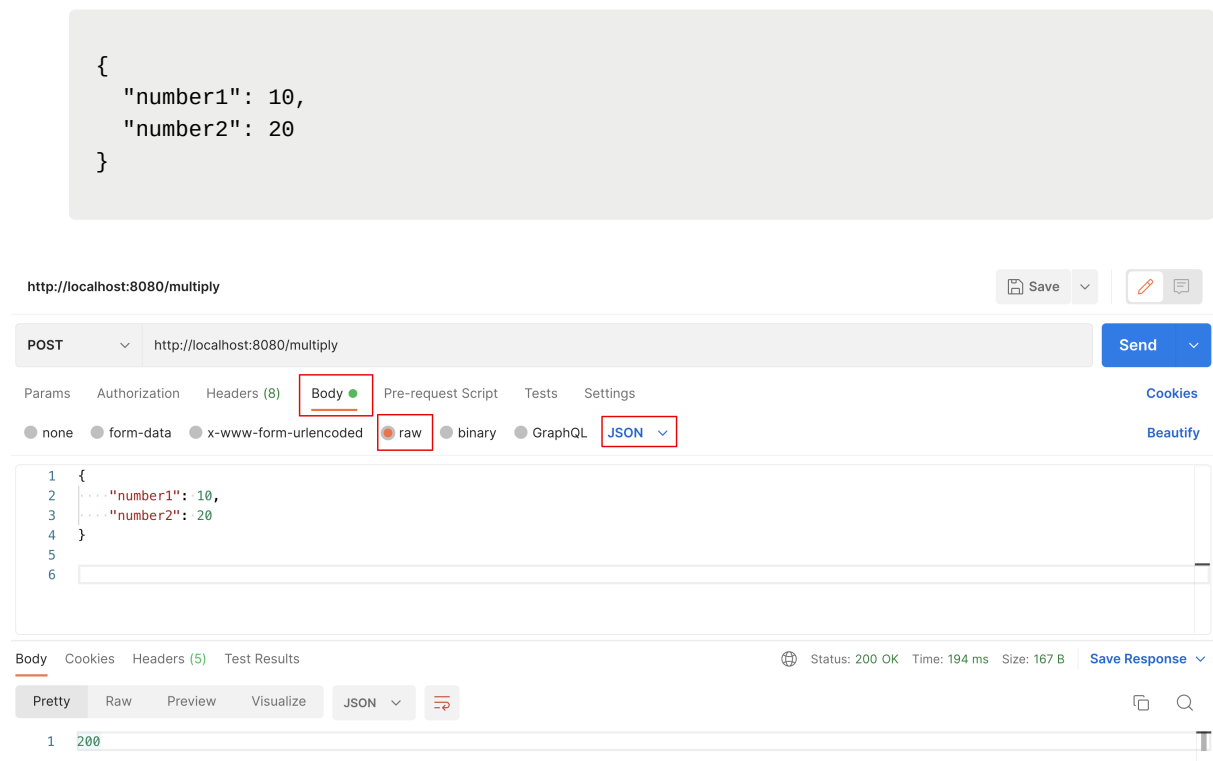 {
  "number1": 10,
  "number2": 20
}
http://localhost:8080/multiply
Save
POST http://localhost:8080/multiply Send
Params Authorization Headers (8) Body Pre-request Script Tests Settings Cookies
none form-data x-www-form-urlencoded raw binary GraphQL JSON Beautify
1 {
2 ····"number1":·10,
3 ····"number2":·20
4 }
5
6
Body Cookies Headers (5) Test Results Status: 200 OK Time: 194 ms Size: 167 B Save Response
Pretty Raw Preview Visualize JSON
1 200